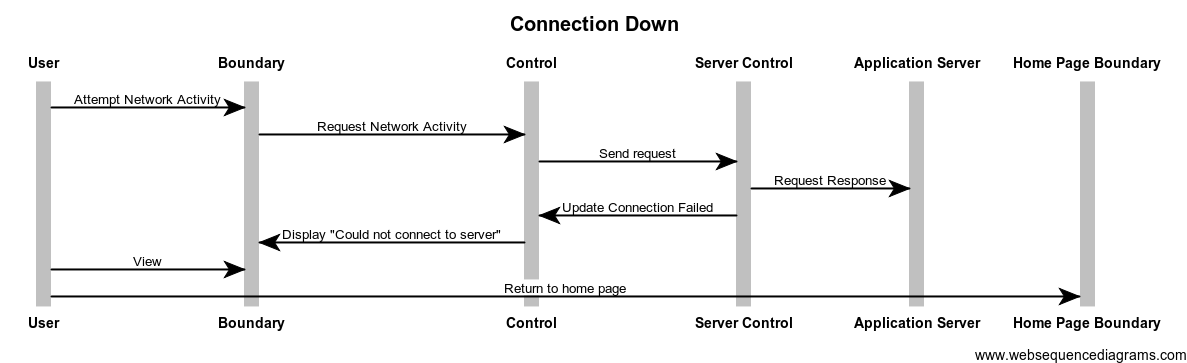 Connection Down
User Boundary Control Server Control Application Server Home Page Boundary
Attempt Network Activity
Request Network Activity
Send request
Request Response
Update Connection Failed
Display "Could not connect to server"
View
Return to home page
User Boundary Control Server Control Application Server Home Page Boundary
www.websequencediagrams.com